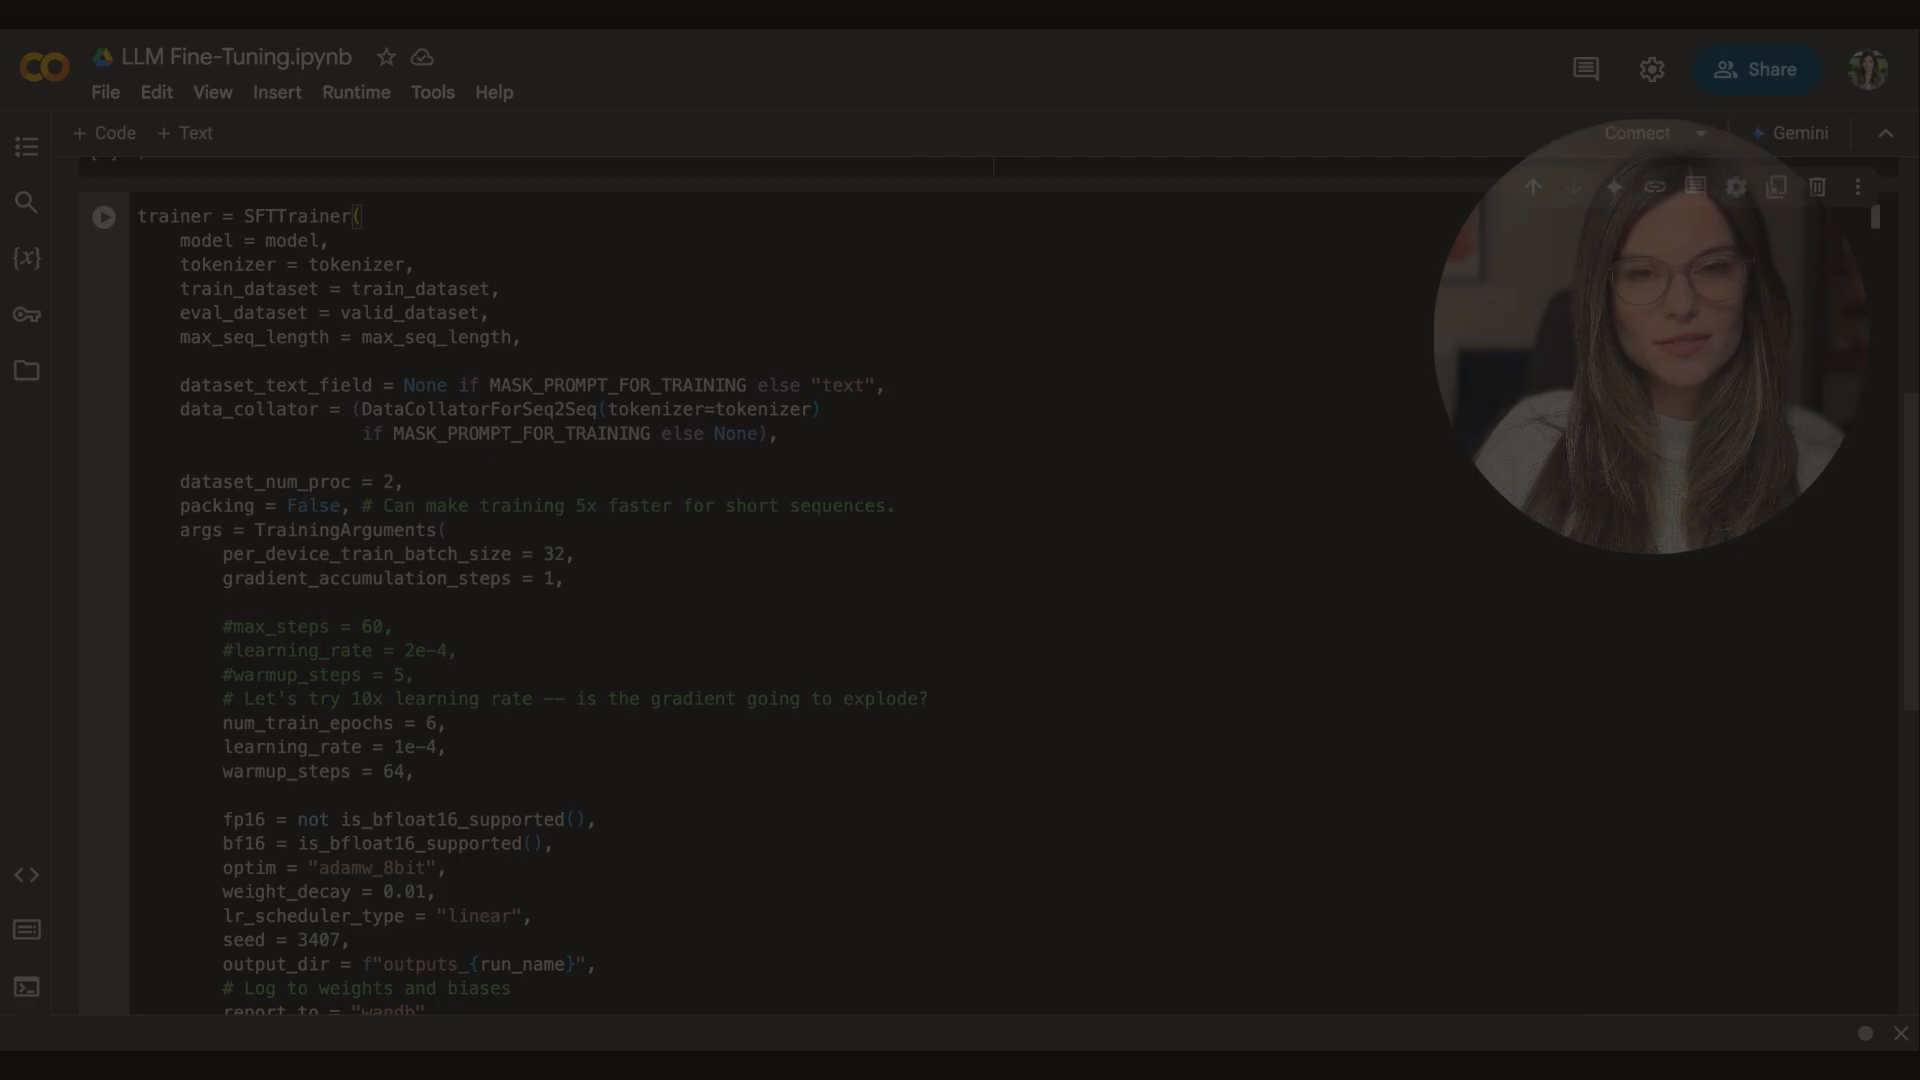 LLM Fine-Tuning.ipynb
File Edit View Insert Runtime Tools Help
Share
+ Code + Text
Connect
Gemini
trainer = SFTTrainer(
model = model,
tokenizer = tokenizer,
train_dataset = train_dataset,
eval_dataset = valid_dataset,
max_seq_length = max_seq_length,
dataset_text_field = None if MASK_PROMPT_FOR_TRAINING else "text",
data_collator = (DataCollatorForSeq2Seq(tokenizer=tokenizer)
if MASK_PROMPT_FOR_TRAINING else None),
dataset_num_proc = 2,
packing = False, # Can make training 5x faster for short sequences.
args = TrainingArguments(
per_device_train_batch_size = 32,
gradient_accumulation_steps = 1,
#max_steps = 60,
#learning_rate = 2e-4,
#warmup_steps = 5,
# Let's try 10x learning rate -- is the gradient going to explode?
num_train_epochs = 6,
learning_rate = 1e-4,
warmup_steps = 64,
fp16 = not is_bfloat16_supported(),
bf16 = is_bfloat16_supported(),
optim = "adamw_8bit",
weight_decay = 0.01,
lr_scheduler_type = "linear",
seed = 3407,
output_dir = f"outputs_{run_name}",
# Log to weights and biases
report_to = "wandb"